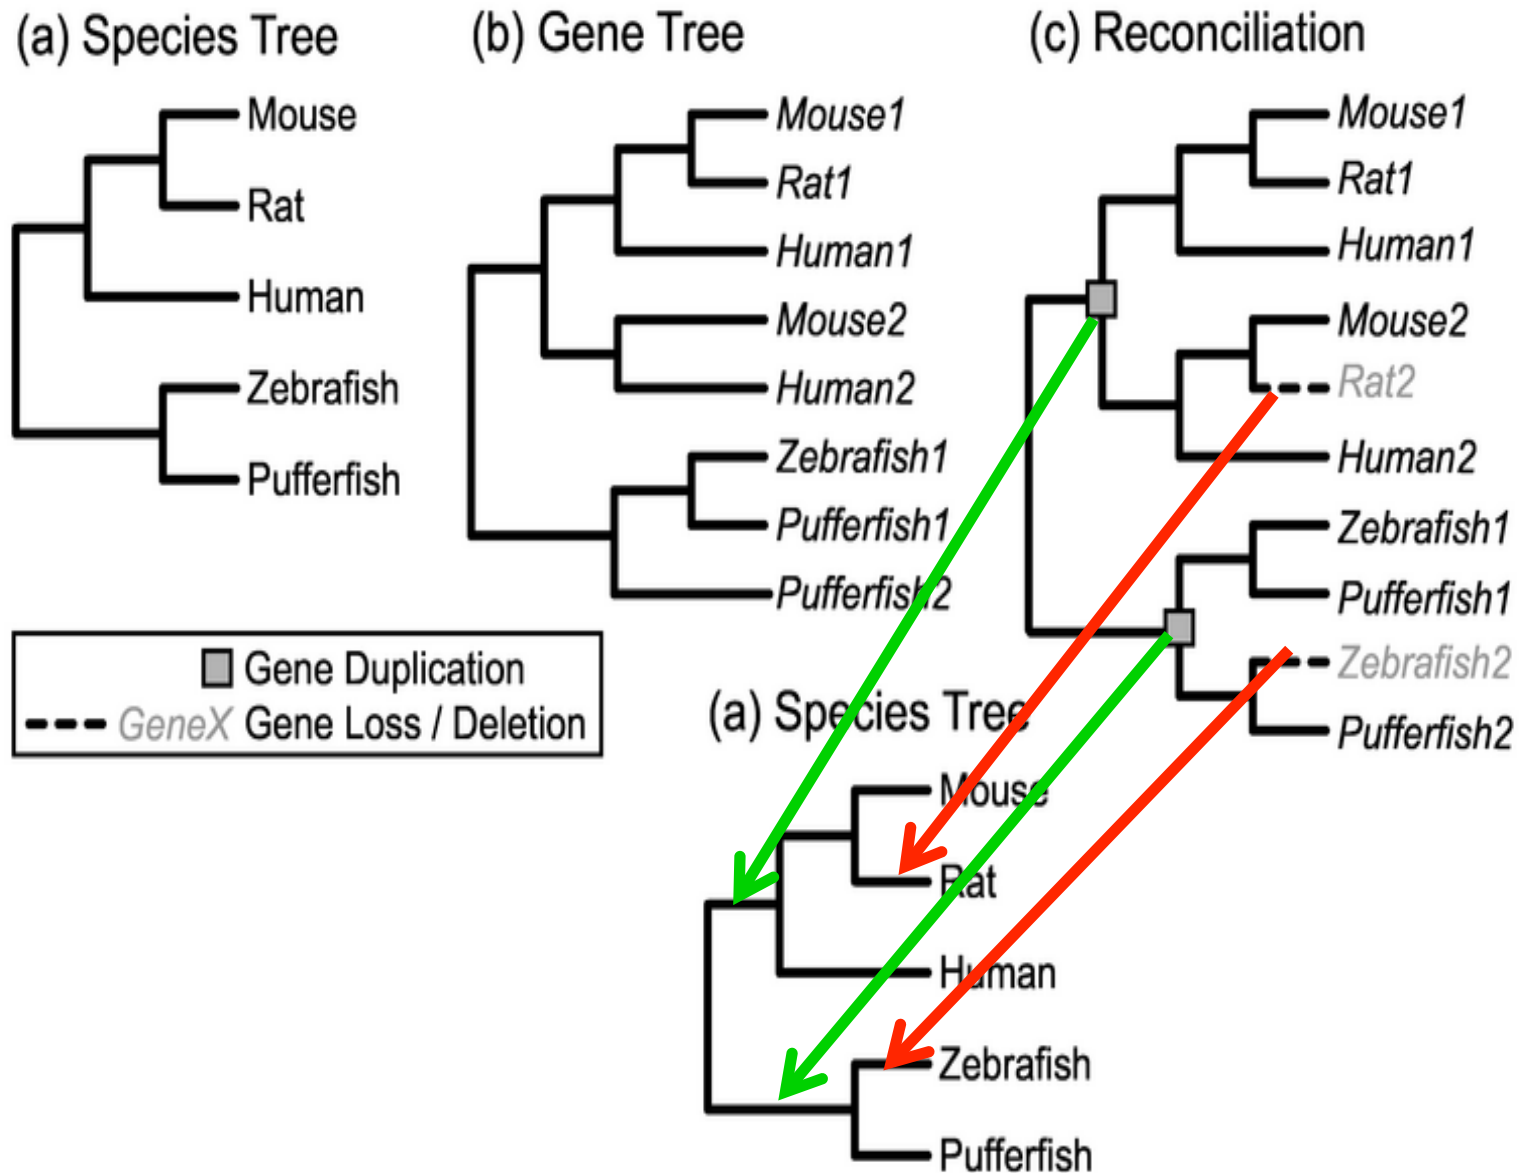 (a) Species Tree
Mouse
Rat
Human
Zebrafish
Pufferfish
(b) Gene Tree
Mouse1
Rat1
Human1
Mouse2
Human2
Zebrafish1
Pufferfish1
Pufferfish2
(c) Reconciliation
Mouse1
Rat1
Human1
Mouse2
Rat2
Human2
Zebrafish1
Pufferfish1
Zebrafish2
Pufferfish2
Gene Duplication
GeneX Gene Loss / Deletion
(a) Species Tree
Mouse
Rat
Human
Zebrafish
Pufferfish